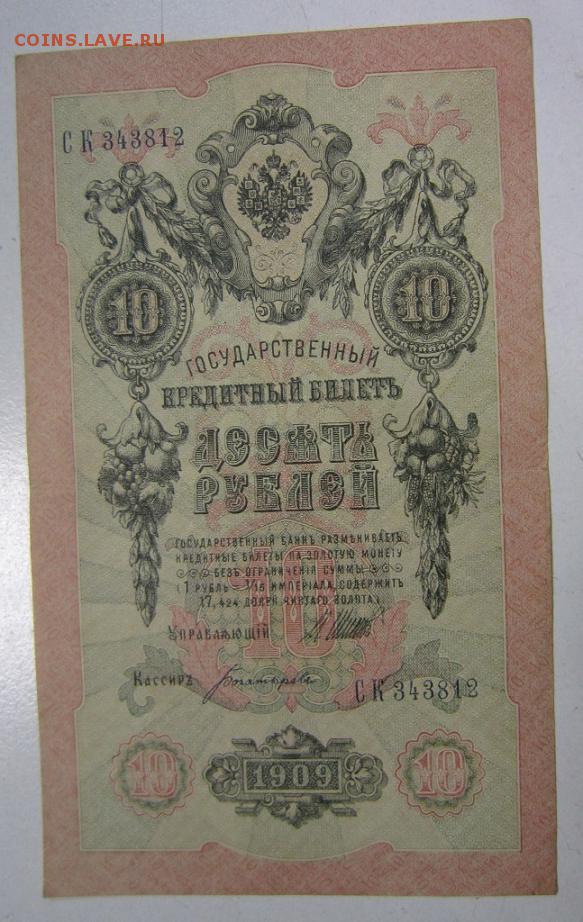 COINS.LAVE.RU
СК 343812
10 10
ГОСУДАРСТВЕННЫЙ
КРЕДИТНЫЙ БИЛЕТЪ
ДЕСЯТЬ
РУБЛЕЙ
ГОСУДАРСТВЕННЫЙ БАНКЪ РАЗМѢНИВАЕТЪ
КРЕДИТНЫЕ БИЛЕТЫ НА ЗОЛОТУЮ МОНЕТУ
БЕЗЪ ОГРАНИЧЕНІЯ СУММЫ
(1 РУБЛЬ = 1/15 ИМПЕРІАЛА, СОДЕРЖИТЪ
17,424 ДОЛЕЙ ЧИСТАГО ЗОЛОТА)
10
УПРАВЛЯЮЩІЙ
Кассиръ
СК 343812
10 1909 10